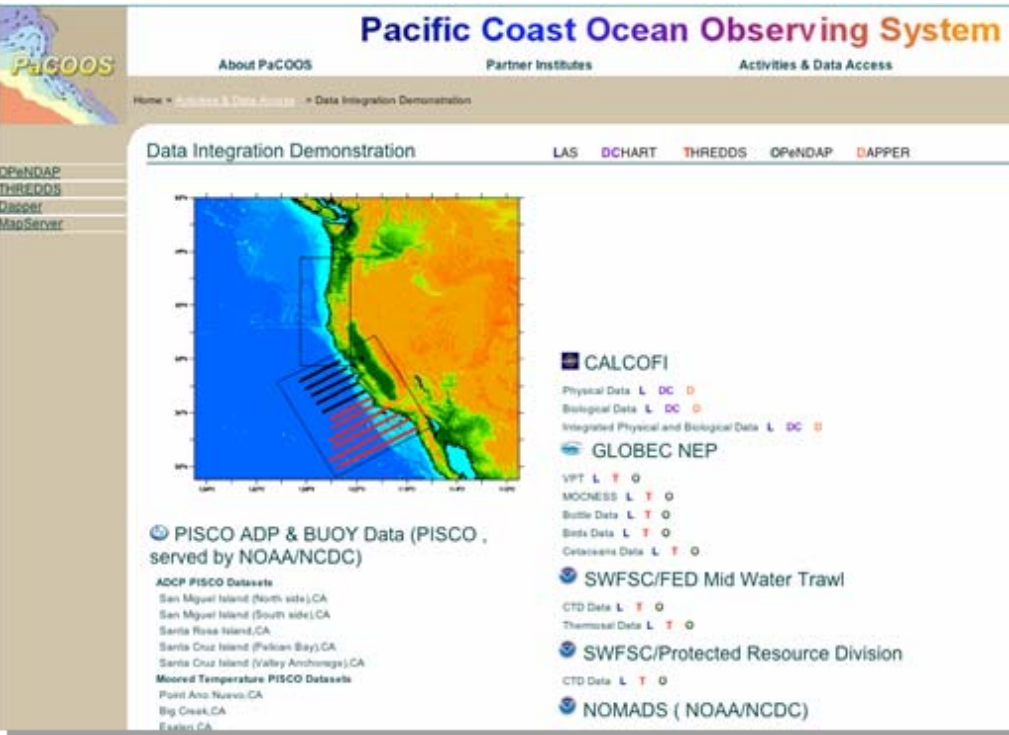 PaCOOS
Pacific Coast Ocean Observing System
About PaCOOS Partner Institutes Activities & Data Access
Home » Activities & Data Access » Data Integration Demonstration
OPeNDAP
THREDDS
Dapper
MapServer
Data Integration Demonstration LAS DCHART THREDDS OPeNDAP DAPPER
PISCO ADP & BUOY Data (PISCO ,
served by NOAA/NCDC)
ADCP PISCO Datasets
San Miguel Island (North side),CA
San Miguel Island (South side),CA
Santa Rosa Island,CA
Santa Cruz Island (Pelican Bay),CA
Santa Cruz Island (Valley Anchorage),CA
Moored Temperature PISCO Datasets
Point Ano Nuevo,CA
Big Creek,CA
Esalen,CA
CALCOFI
Physical Data L DC D
Biological Data L DC D
Integrated Physical and Biological Data L DC D
GLOBEC NEP
VPT L T O
MOCNESS L T O
Bottle Data L T O
Birds Data L T O
Cetaceans Data L T O
SWFSC/FED Mid Water Trawl
CTD Data L T O
Thermosal Data L T O
SWFSC/Protected Resource Division
CTD Data L T O
NOMADS ( NOAA/NCDC)